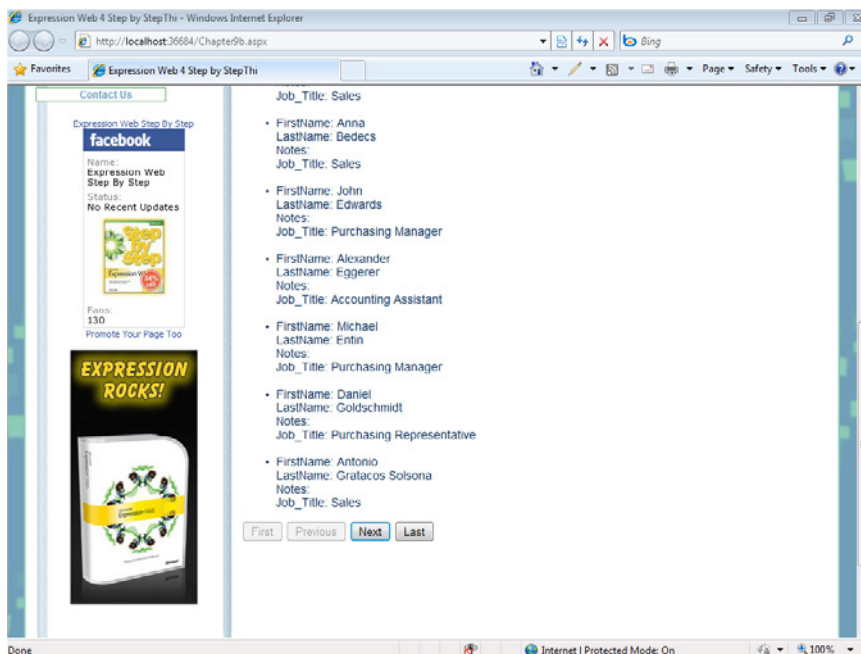 Expression Web 4 Step by StepThi - Windows Internet Explorer
http://localhost:36684/Chapter9b.aspx
Bing
Favorites
Expression Web 4 Step by StepThi
Page
Safety
Tools
Contact Us
Expression Web Step By Step
facebook
Name:
Expression Web
Step By Step
Status:
No Recent Updates
Step
by
Step
Fans:
130
Promote Your Page Too
EXPRESSION
ROCKS!
Expression Web
Job_Title: Sales
• FirstName: Anna
LastName: Bedecs
Notes:
Job_Title: Sales
• FirstName: John
LastName: Edwards
Notes:
Job_Title: Purchasing Manager
• FirstName: Alexander
LastName: Eggerer
Notes:
Job_Title: Accounting Assistant
• FirstName: Michael
LastName: Entin
Notes:
Job_Title: Purchasing Manager
• FirstName: Daniel
LastName: Goldschmidt
Notes:
Job_Title: Purchasing Representative
• FirstName: Antonio
LastName: Gratacos Solsona
Notes:
Job_Title: Sales
First Previous Next Last
Done
Internet | Protected Mode: On
100%